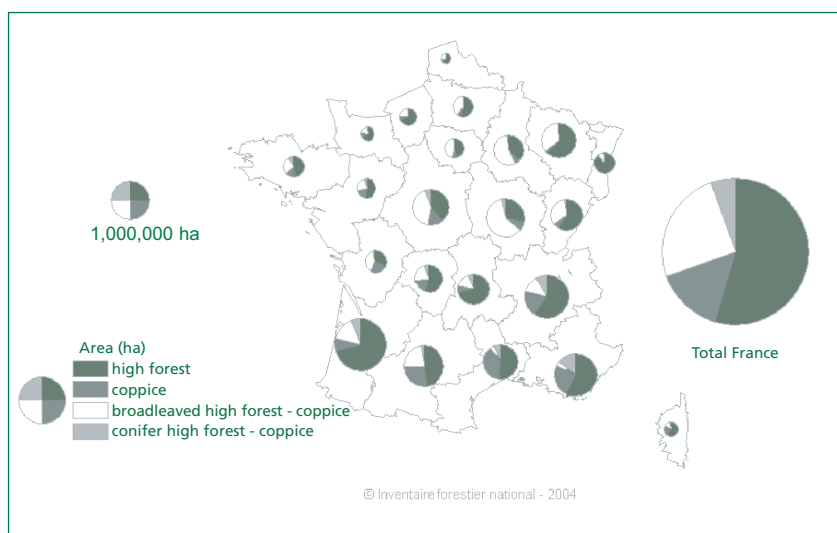 1,000,000 ha
Total France
Area (ha)
high forest
coppice
broadleaved high forest - coppice
conifer high forest - coppice
© Inventaire forestier national - 2004